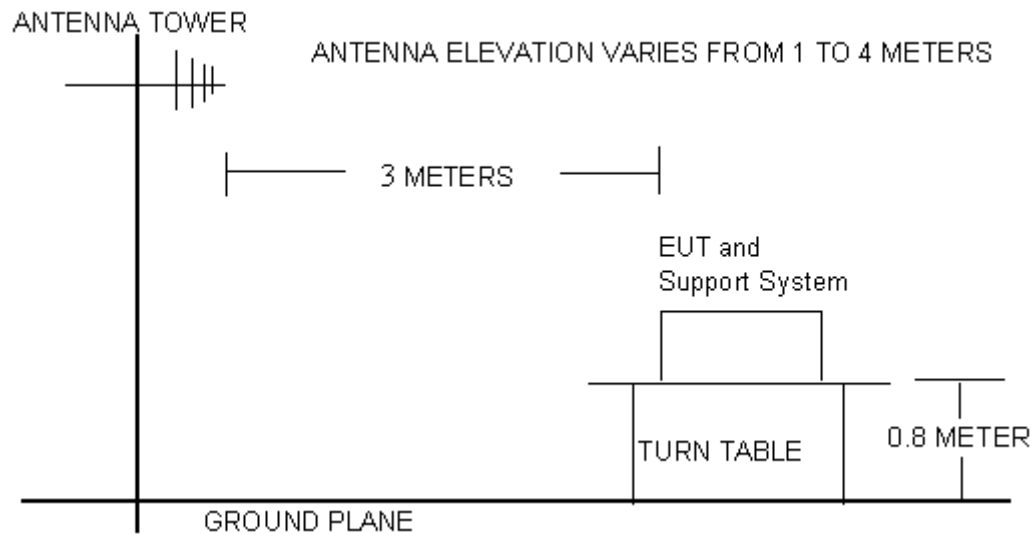 ANTENNA TOWER
ANTENNA ELEVATION VARIES FROM 1 TO 4 METERS
3 METERS
EUT and
Support System
0.8 METER
TURN TABLE
GROUND PLANE